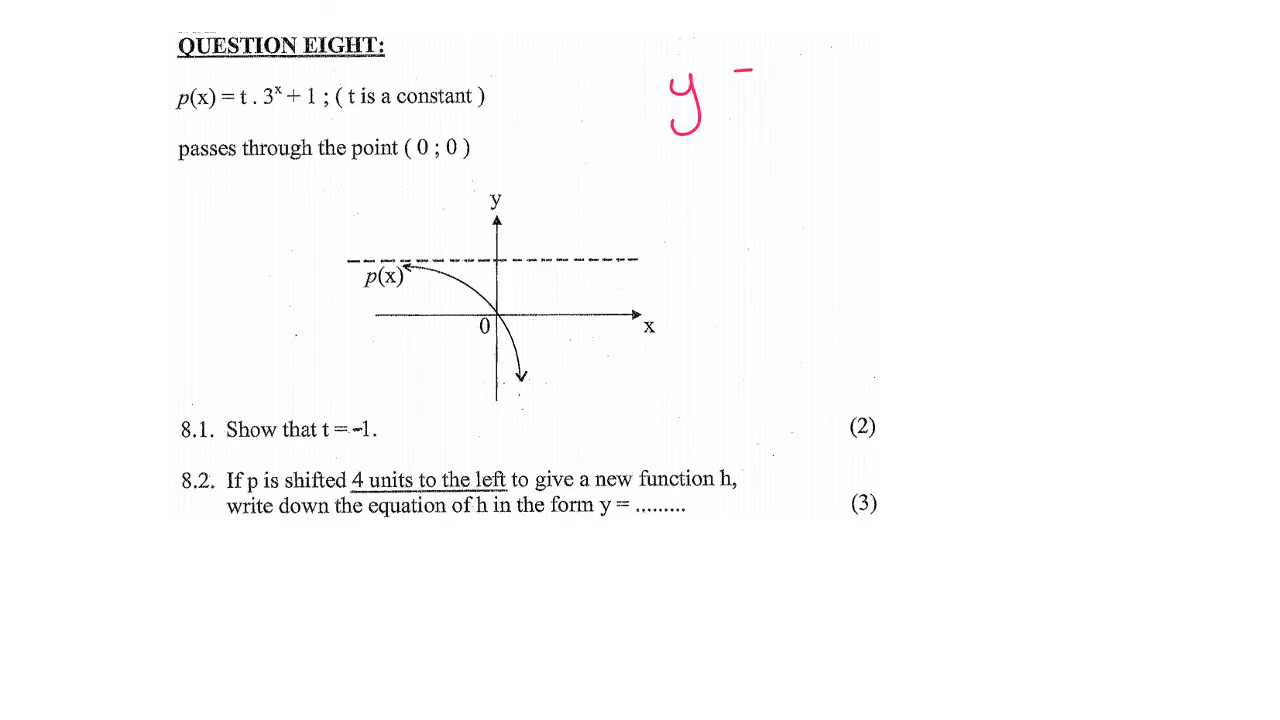 QUESTION EIGHT:
p(x) = t . 3ˣ + 1 ; ( t is a constant )
y -
passes through the point ( 0 ; 0 )
y
p(x)
0
x
8.1. Show that t = -1. (2)
8.2. If p is shifted 4 units to the left to give a new function h,
write down the equation of h in the form y = ......... (3)